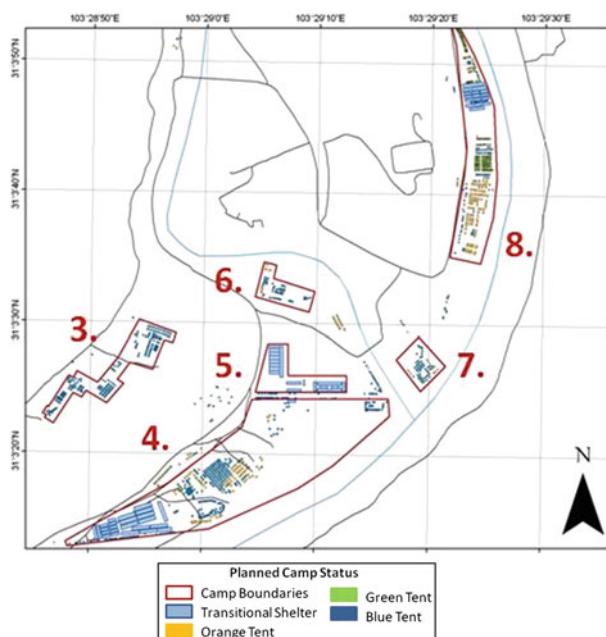 103°28'50"E 103°29'0"E 103°29'10"E 103°29'20"E 103°29'30"E
31°3'50"N
31°3'40"N
8.
6.
31°3'30"N
3.
5.
7.
4.
31°3'20"N
N
Planned Camp Status
Camp Boundaries
Green Tent
Transitional Shelter
Blue Tent
Orange Tent